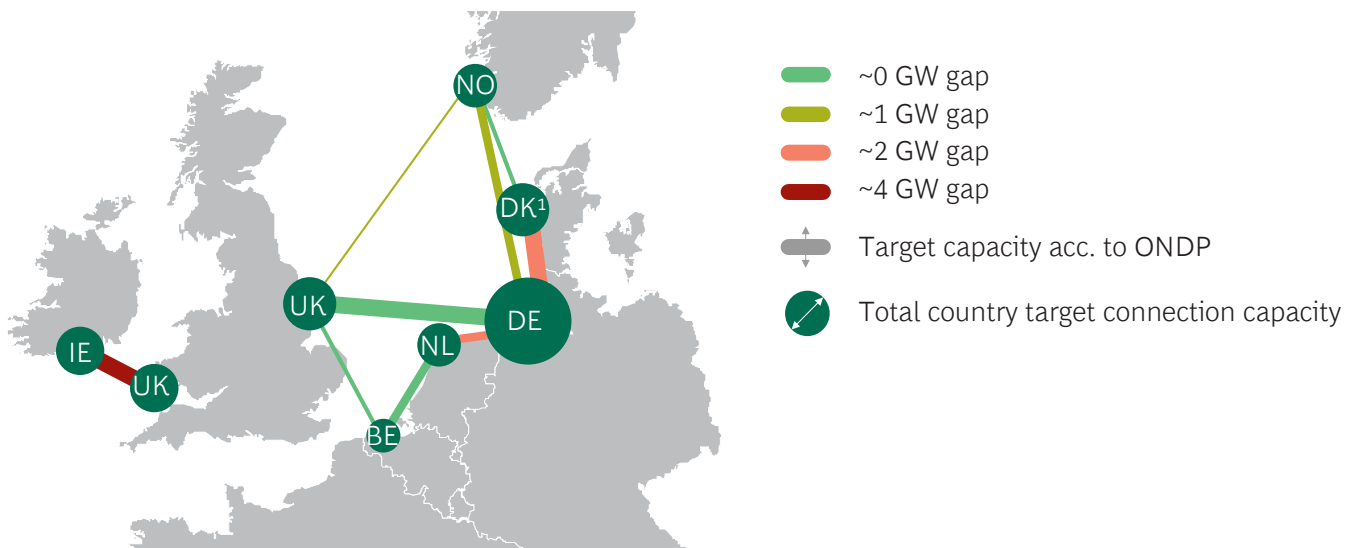 NO
DK¹
UK
DE
NL
IE
UK
BE
~0 GW gap
~1 GW gap
~2 GW gap
~4 GW gap
Target capacity acc. to ONDP
Total country target connection capacity